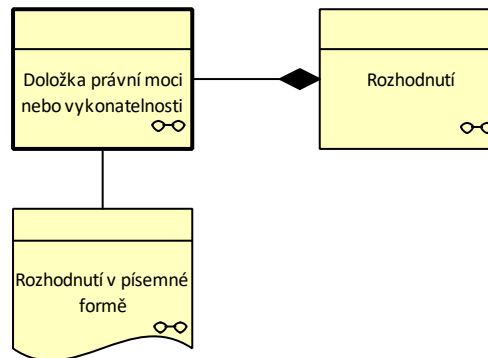 Doložka právní moci
nebo vykonatelnosti
Rozhodnutí
Rozhodnutí v písemné
formě